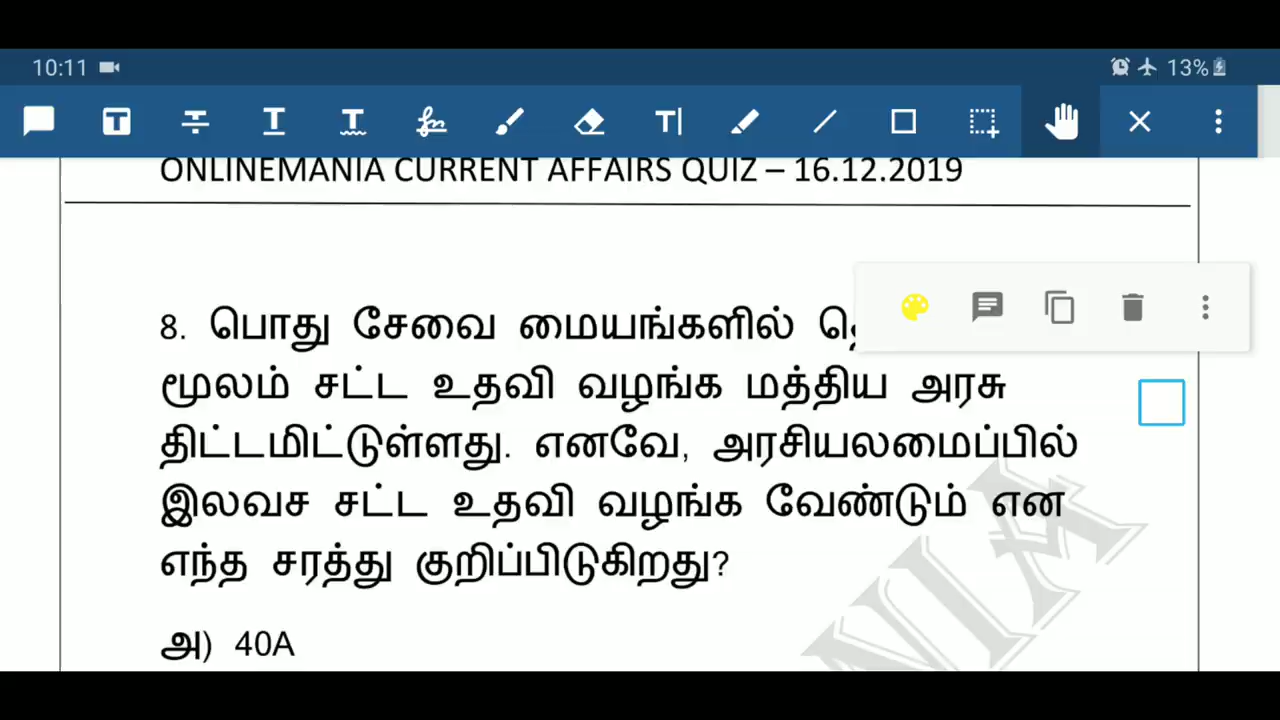 10:11
13%
ONLINEMANIA CURRENT AFFAIRS QUIZ – 16.12.2019
8. பொது சேவை மையங்களில்
மூலம் சட்ட உதவி வழங்க மத்திய அரசு
திட்டமிட்டுள்ளது. எனவே, அரசியலமைப்பில்
இலவச சட்ட உதவி வழங்க வேண்டும் என
எந்த சரத்து குறிப்பிடுகிறது?
அ) 40A